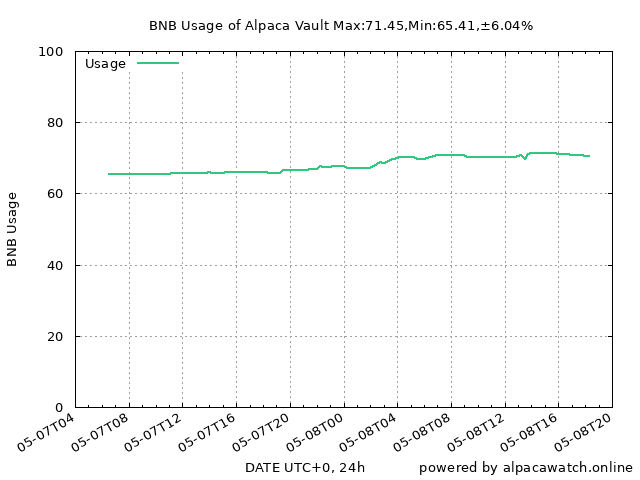 BNB Usage of Alpaca Vault Max:71.45,Min:65.41,±6.04%
Usage
100
80
60
40
20
0
BNB Usage
05-07T04
05-07T08
05-07T12
05-07T16
05-07T20
05-08T00
05-08T04
05-08T08
05-08T12
05-08T16
05-08T20
DATE UTC+0, 24h
powered by alpacawatch.online